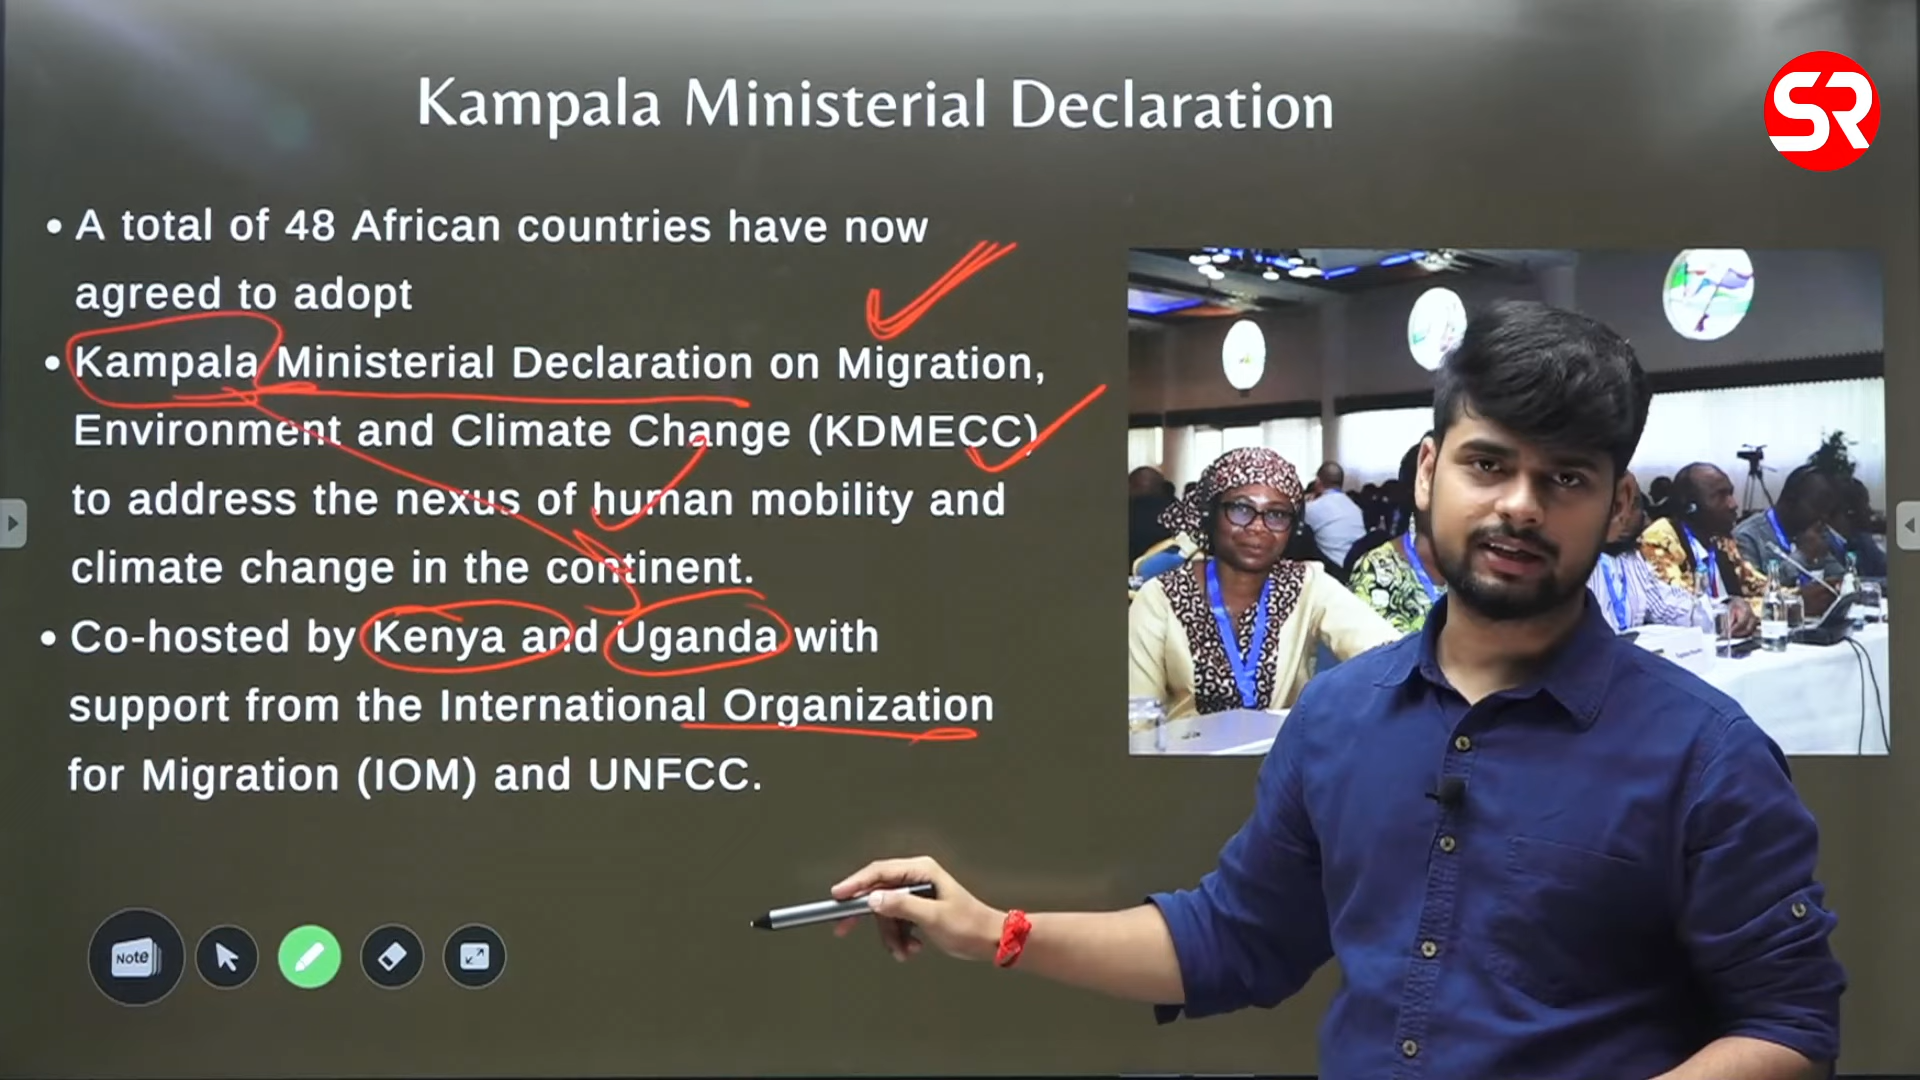 Kampala Ministerial Declaration
SR
• A total of 48 African countries have now
agreed to adopt
• Kampala Ministerial Declaration on Migration,
Environment and Climate Change (KDMECC)
to address the nexus of human mobility and
climate change in the continent.
• Co-hosted by Kenya and Uganda with
support from the International Organization
for Migration (IOM) and UNFCC.
Note